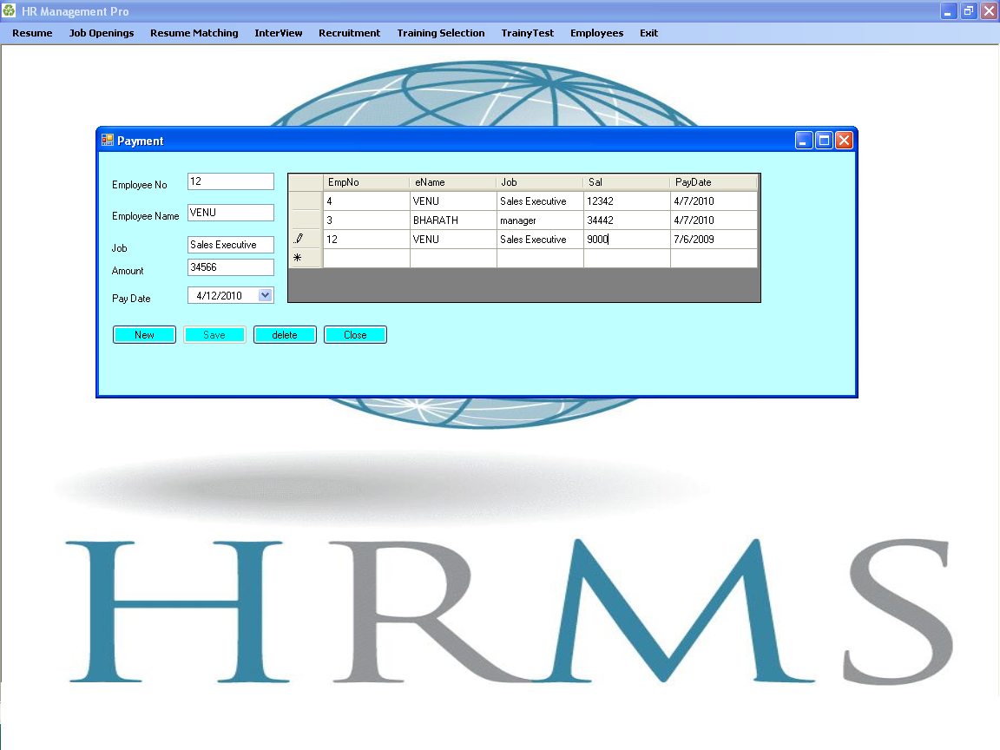 HR Management Pro
Resume Job Openings Resume Matching InterView Recruitment Training Selection TrainyTest Employees Exit
Payment
Employee No 12
Employee Name VENU
Job Sales Executive
Amount 34566
Pay Date 4/12/2010
EmpNo eName Job Sal PayDate
4 VENU Sales Executive 12342 4/7/2010
3 BHARATH manager 34442 4/7/2010
12 VENU Sales Executive 9000 7/6/2009
New Save delete Close
HRMS